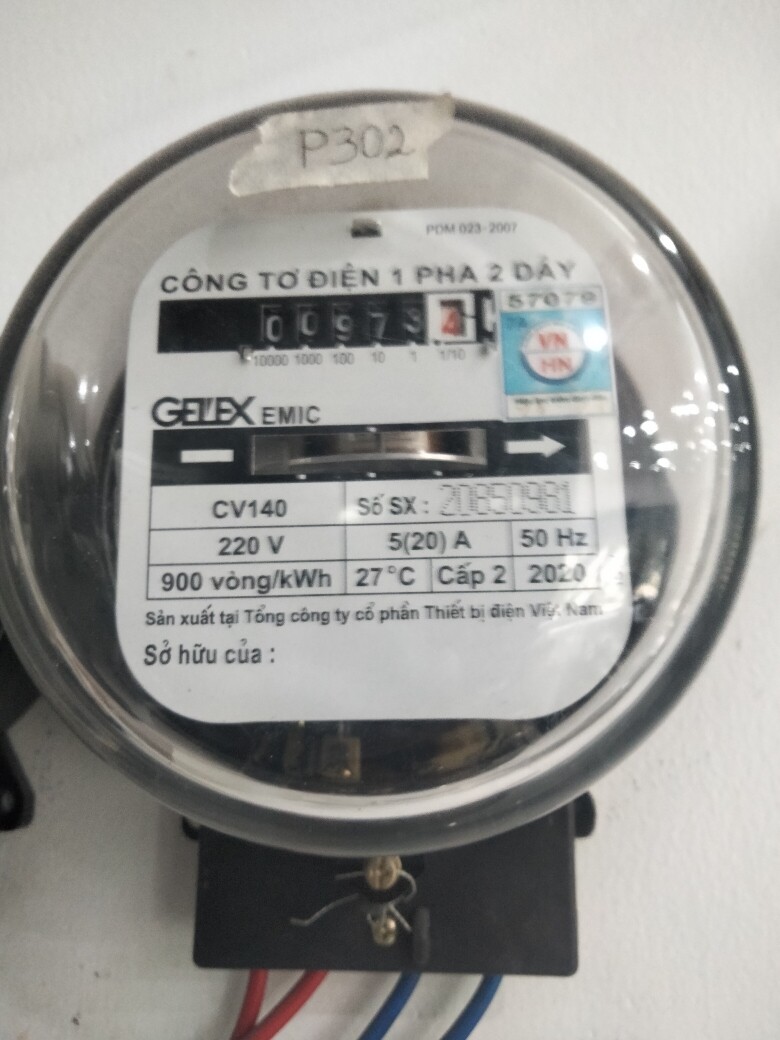 P302
PDM 023-2007
CÔNG TƠ ĐIỆN 1 PHA 2 DÂY
0 0 9 7 3 4
10000 1000 100 10 1 1/10
57079
VN
HN
GELEX EMIC
CV140 Số SX : 20850981
220 V 5(20) A 50 Hz
900 vòng/kWh 27°C Cấp 2 2020
Sản xuất tại Tổng công ty cổ phần Thiết bị điện Việt Nam
Sở hữu của :